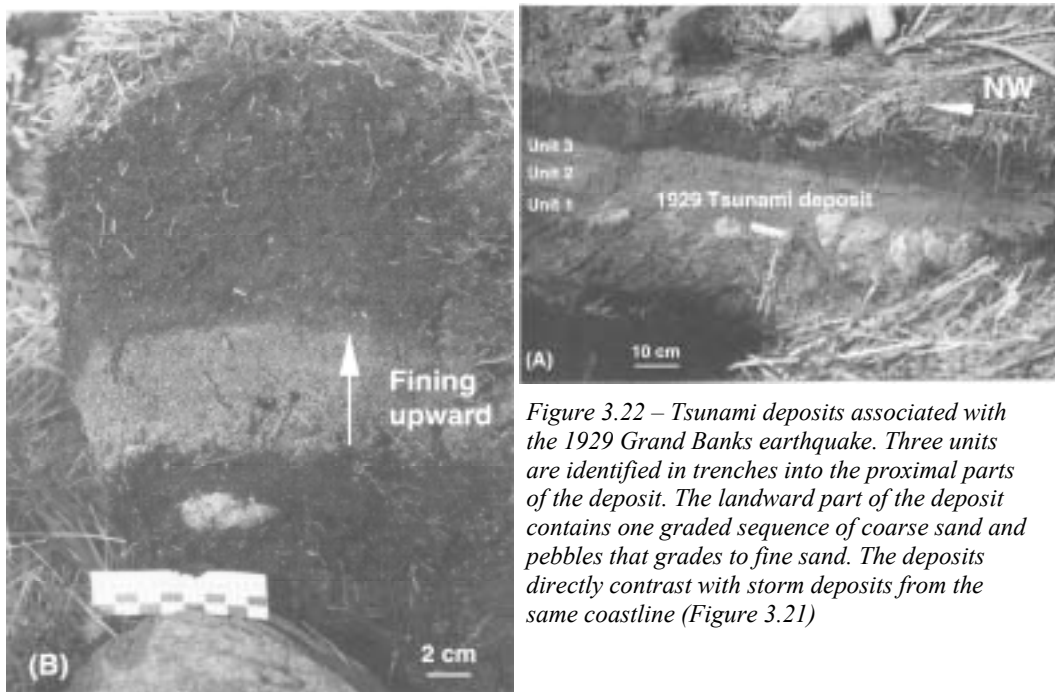 Fining
upward
(B)
2 cm
NW
Unit 3
Unit 2
Unit 1
1929 Tsunami deposit
(A)
10 cm
Figure 3.22 – Tsunami deposits associated with
the 1929 Grand Banks earthquake. Three units
are identified in trenches into the proximal parts
of the deposit. The landward part of the deposit
contains one graded sequence of coarse sand and
pebbles that grades to fine sand. The deposits
directly contrast with storm deposits from the
same coastline (Figure 3.21)